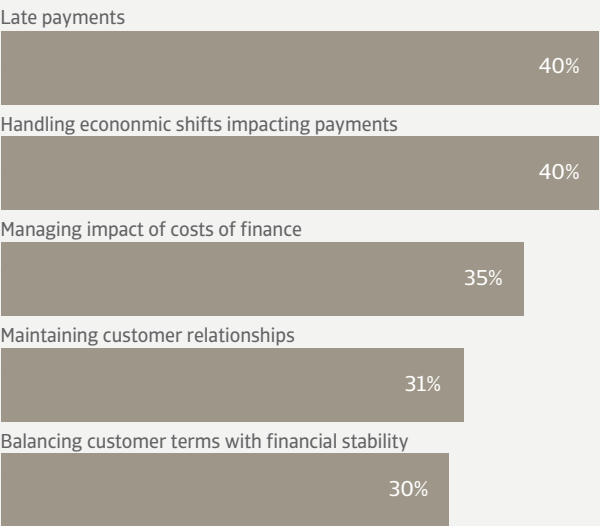 Late payments
40%
Handling econonmic shifts impacting payments
40%
Managing impact of costs of finance
35%
Maintaining customer relationships
31%
Balancing customer terms with financial stability
30%